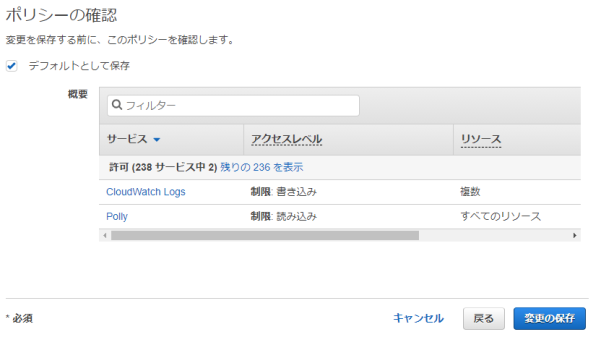 ポリシーの確認
変更を保存する前に、このポリシーを確認します。
デフォルトとして保存
概要
フィルター
サービス アクセスレベル リソース
許可 (238 サービス中 2) 残りの 236 を表示
CloudWatch Logs 制限: 書き込み 複数
Polly 制限: 読み込み すべてのリソース
* 必須 キャンセル 戻る 変更の保存